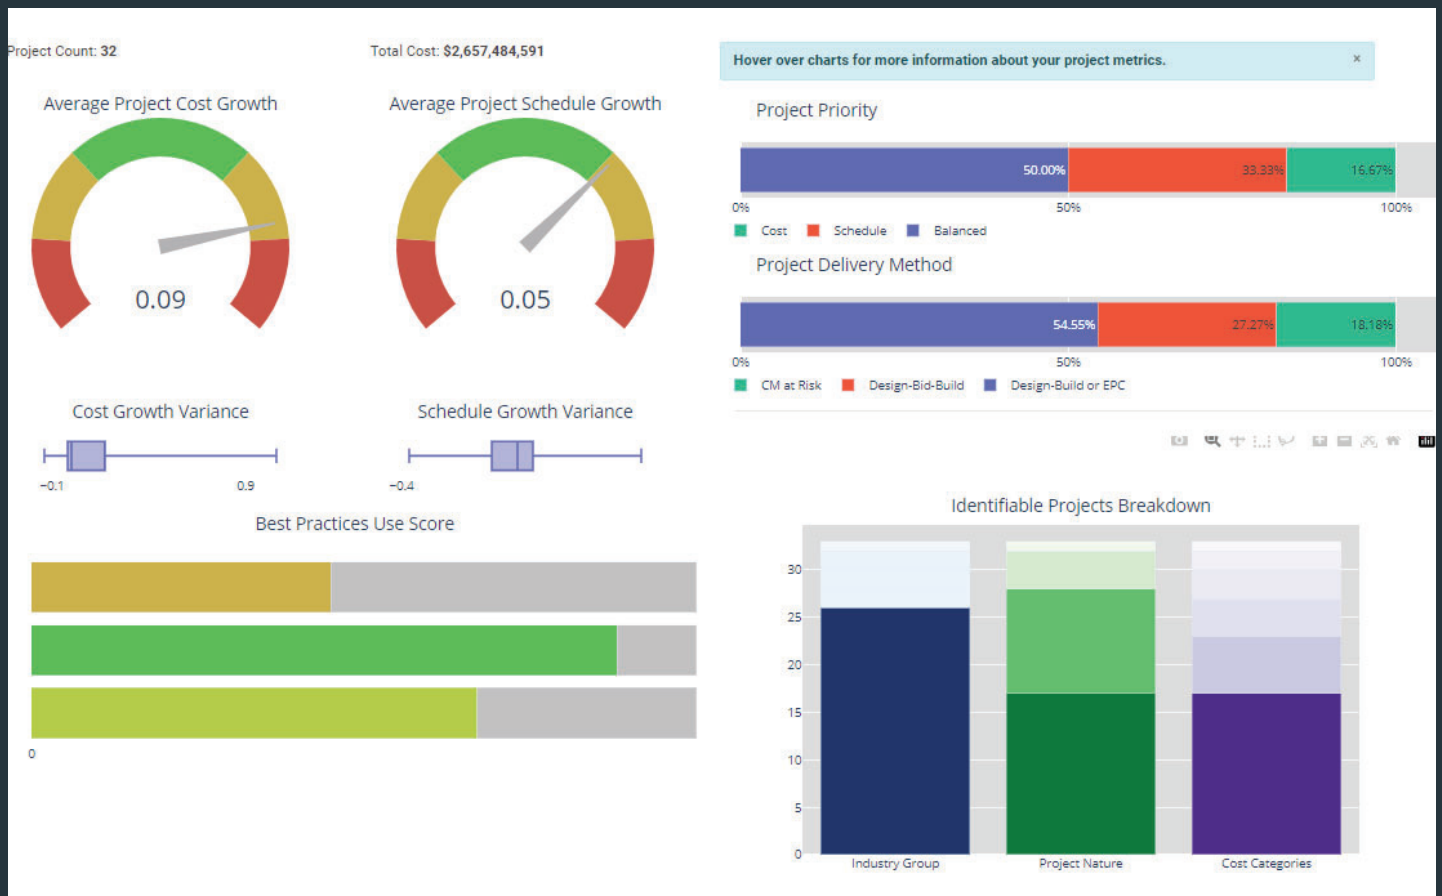 Project Count: 32
Total Cost: $2,657,484,591
Hover over charts for more information about your project metrics.
×
Average Project Cost Growth
0.09
Average Project Schedule Growth
0.05
Project Priority
50.00%
33.33%
16.67%
0%
50%
100%
Cost
Schedule
Balanced
Project Delivery Method
54.55%
27.27%
18.18%
0%
50%
100%
CM at Risk
Design-Bid-Build
Design-Build or EPC
Cost Growth Variance
−0.1
0.9
Schedule Growth Variance
−0.4
Best Practices Use Score
0
Identifiable Projects Breakdown
30
25
20
15
10
5
0
Industry Group
Project Nature
Cost Categories